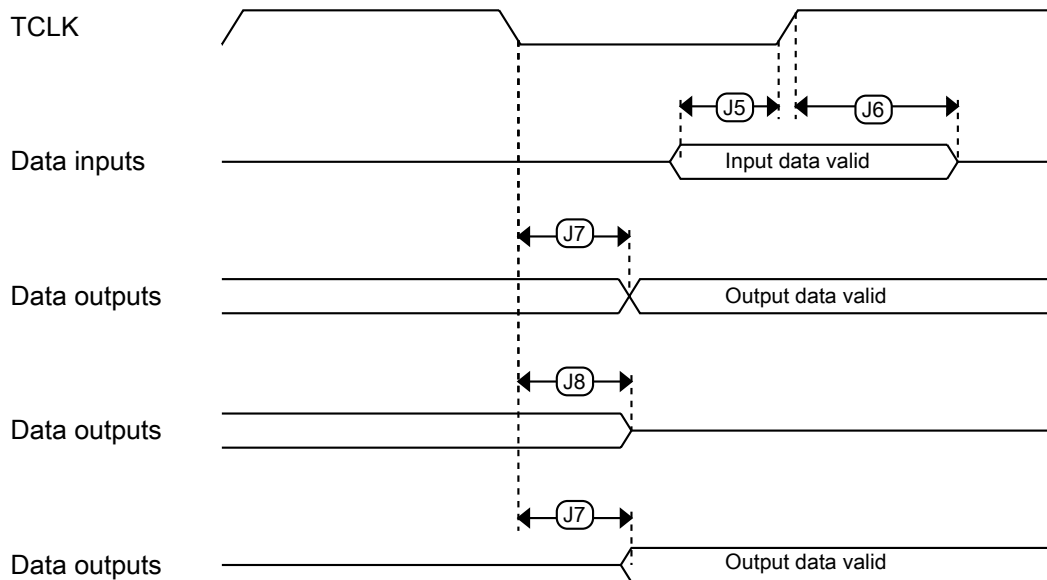 TCLK
J5
J6
Data inputs
Input data valid
J7
Data outputs
Output data valid
J8
Data outputs
J7
Data outputs
Output data valid